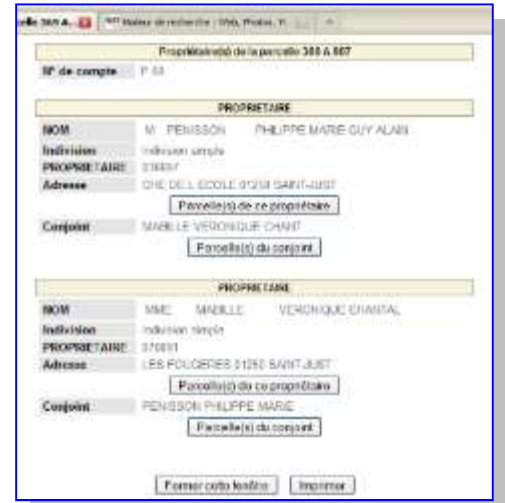 Propriétaire(s) de la parcelle 369 A 807
N° de compte P
PROPRIETAIRE
NOM M PENISSON PHILIPPE MARIE GUY ALAIN
Indivision Indivision simple
PROPRIETAIRE
Adresse CHE DE L ECOLE SAINT-JUST
Parcelle(s) de ce propriétaire
Conjoint MABILLE VERONIQUE CHANT
Parcelle(s) du conjoint
PROPRIETAIRE
NOM MME MABILLE VERONIQUE CHANTAL
Indivision Indivision simple
PROPRIETAIRE
Adresse LES FOUGERES 01250 SAINT-JUST
Parcelle(s) de ce propriétaire
Conjoint PENISSON PHILIPPE MARIE
Parcelle(s) du conjoint
Fermer cette fenêtre Imprimer